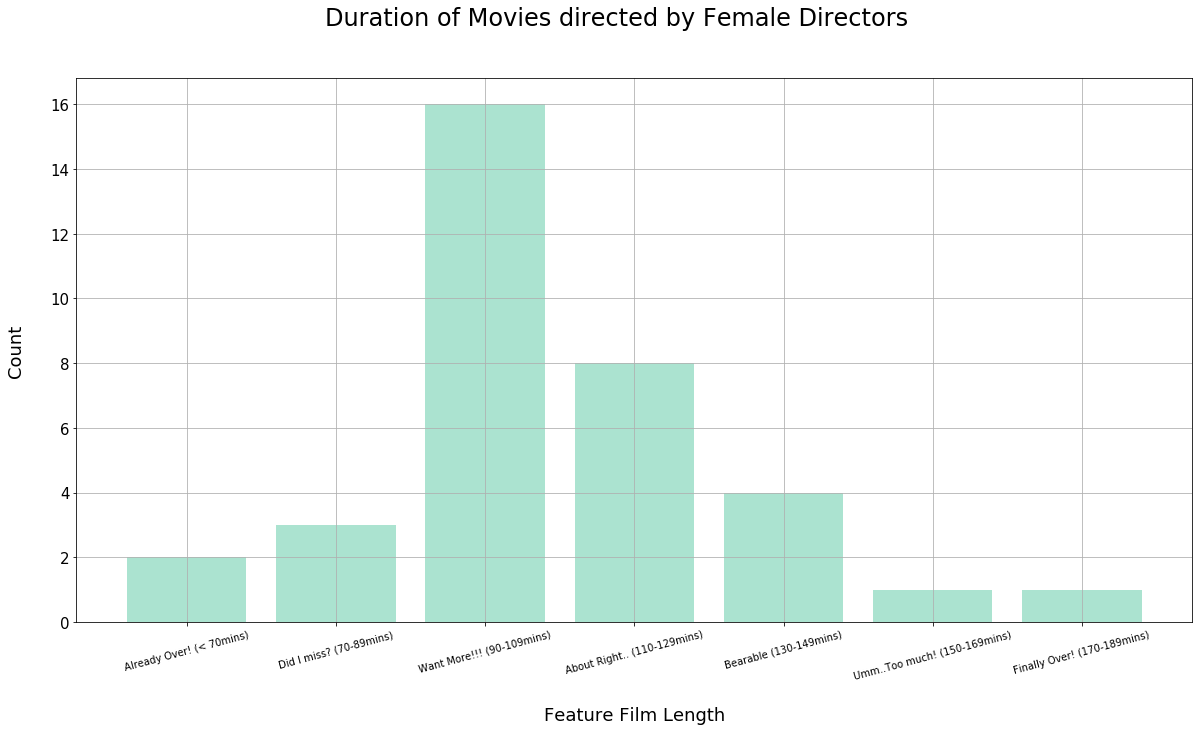 Duration of Movies directed by Female Directors
16
14
12
10
8
6
4
2
0
Count
Already Over! (< 70mins)
Did I miss? (70-89mins)
Want More!!! (90-109mins)
About Right.. (110-129mins)
Bearable (130-149mins)
Umm..Too much! (150-169mins)
Finally Over! (170-189mins)
Feature Film Length